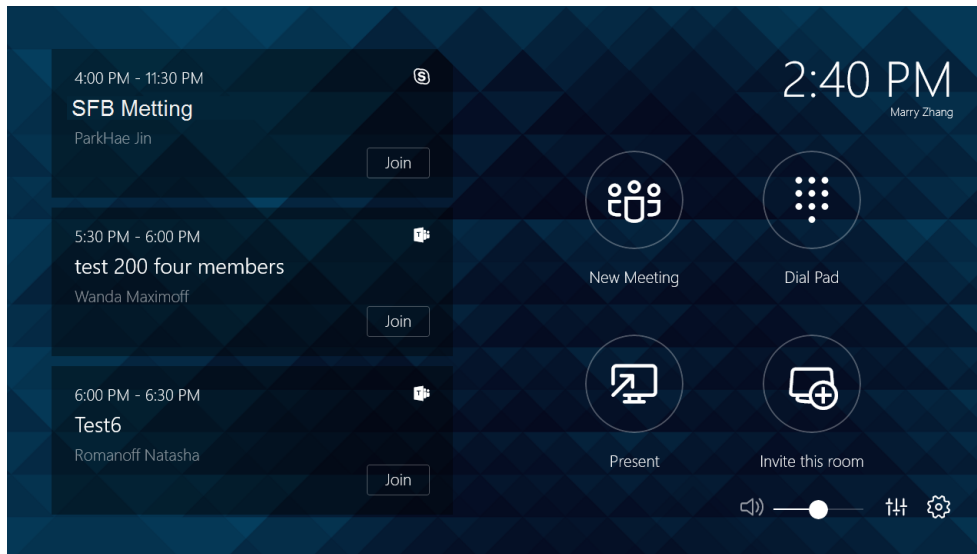 4:00 PM - 11:30 PM
SFB Metting
ParkHae Jin
Join
5:30 PM - 6:00 PM
test 200 four members
Wanda Maximoff
Join
6:00 PM - 6:30 PM
Test6
Romanoff Natasha
Join
2:40 PM
Marry Zhang
New Meeting
Dial Pad
Present
Invite this room